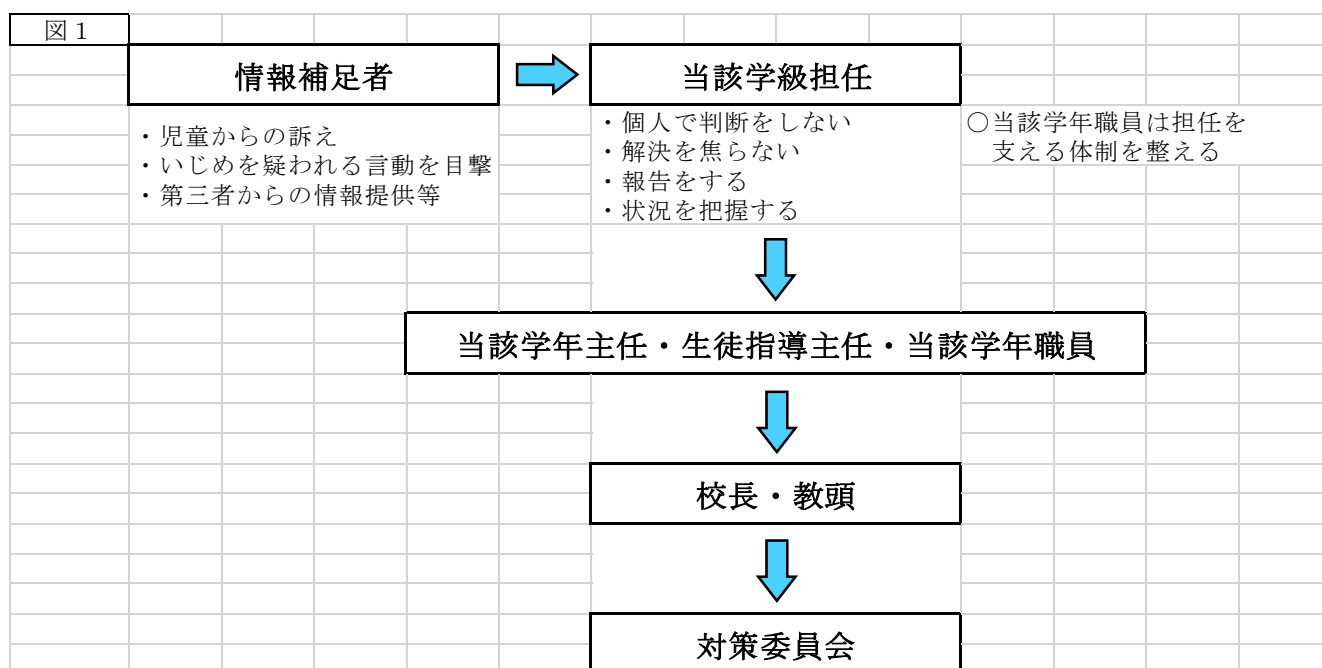 図1
情報補足者
当該学級担任
・児童からの訴え
・いじめを疑われる言動を目撃
・第三者からの情報提供等
・個人で判断をしない
・解決を焦らない
・報告をする
・状況を把握する
○当該学年職員は担任を
支える体制を整える
当該学年主任・生徒指導主任・当該学年職員
校長・教頭
対策委員会